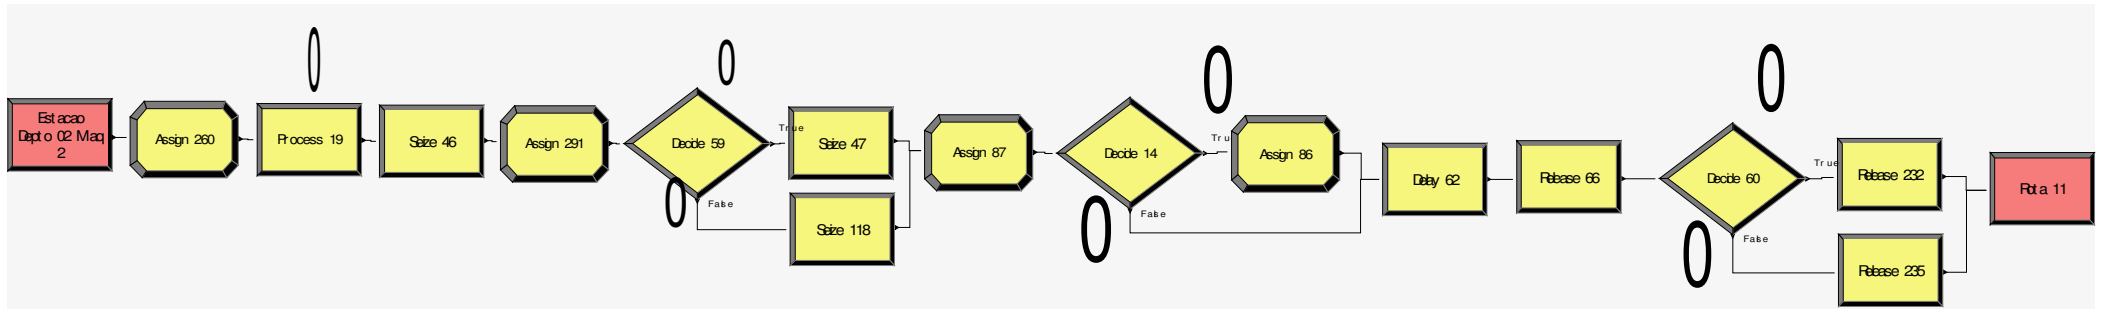 Estacao
Depto 02 Maq
2
Assign 260
Process 19
0
Seize 46
Assign 291
Decide 59
0
0
True
False
Seize 47
Seize 118
Assign 87
Decide 14
0
0
Tru
False
Assign 86
Delay 62
Release 66
Decide 60
0
0
True
False
Release 232
Release 235
Rota 11